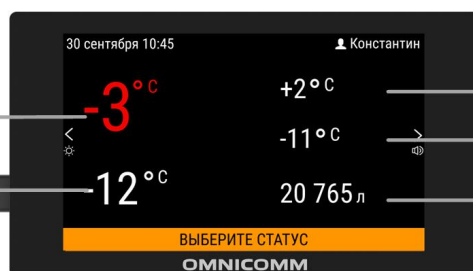 30 сентября 10:45
Константин
-3°C
+2°C
-11°C
-12°C
20 765 л
ВЫБЕРИТЕ СТАТУС
OMNICOMM